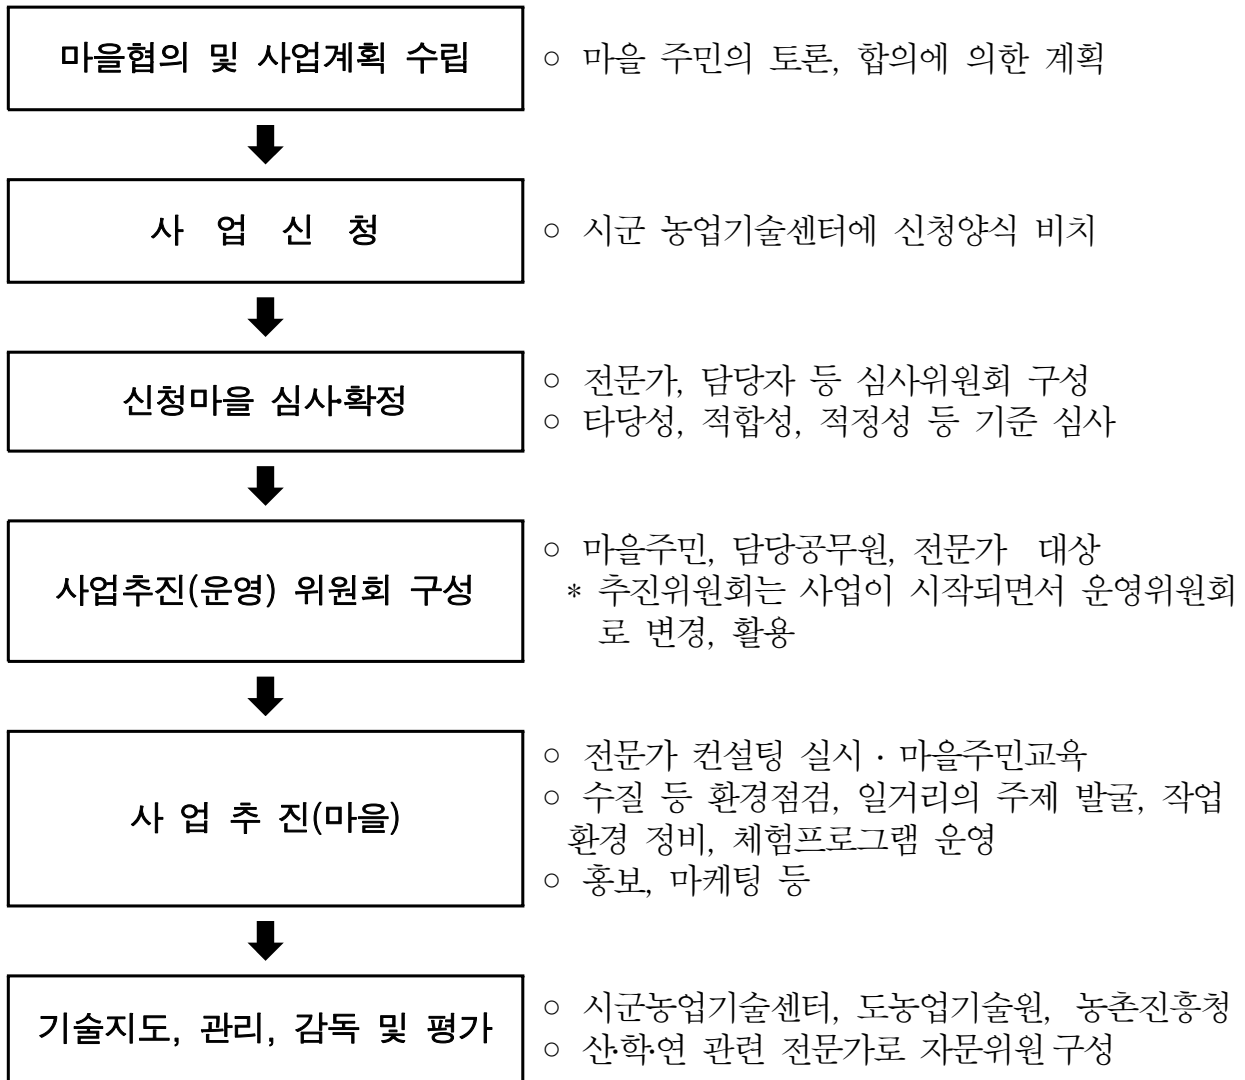 마을협의 및 사업계획 수립
○ 마을 주민의 토론, 합의에 의한 계획
사 업 신 청
○ 시군 농업기술센터에 신청양식 비치
신청마을 심사·확정
○ 전문가, 담당자 등 심사위원회 구성
○ 타당성, 적합성, 적정성 등 기준 심사
사업추진(운영) 위원회 구성
○ 마을주민, 담당공무원, 전문가 대상
* 추진위원회는 사업이 시작되면서 운영위원회
로 변경, 활용
사 업 추 진(마을)
○ 전문가 컨설팅 실시 · 마을주민교육
○ 수질 등 환경점검, 일거리의 주제 발굴, 작업
환경 정비, 체험프로그램 운영
○ 홍보, 마케팅 등
기술지도, 관리, 감독 및 평가
○ 시군농업기술센터, 도농업기술원, 농촌진흥청
○ 산·학·연 관련 전문가로 자문위원 구성